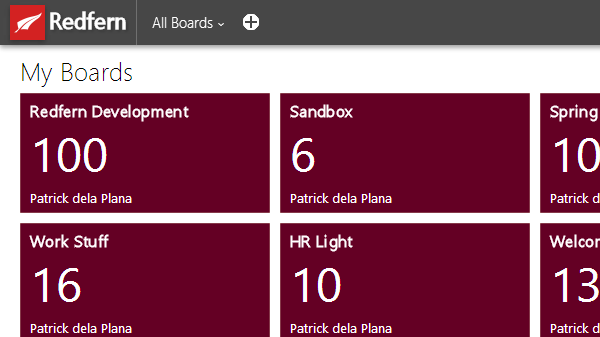 Redfern
All Boards
My Boards
Redfern Development
100
Patrick dela Plana
Sandbox
6
Patrick dela Plana
Spring
10
Patrick dela Plana
Work Stuff
16
Patrick dela Plana
HR Light
10
Patrick dela Plana
Welcom
13
Patrick dela